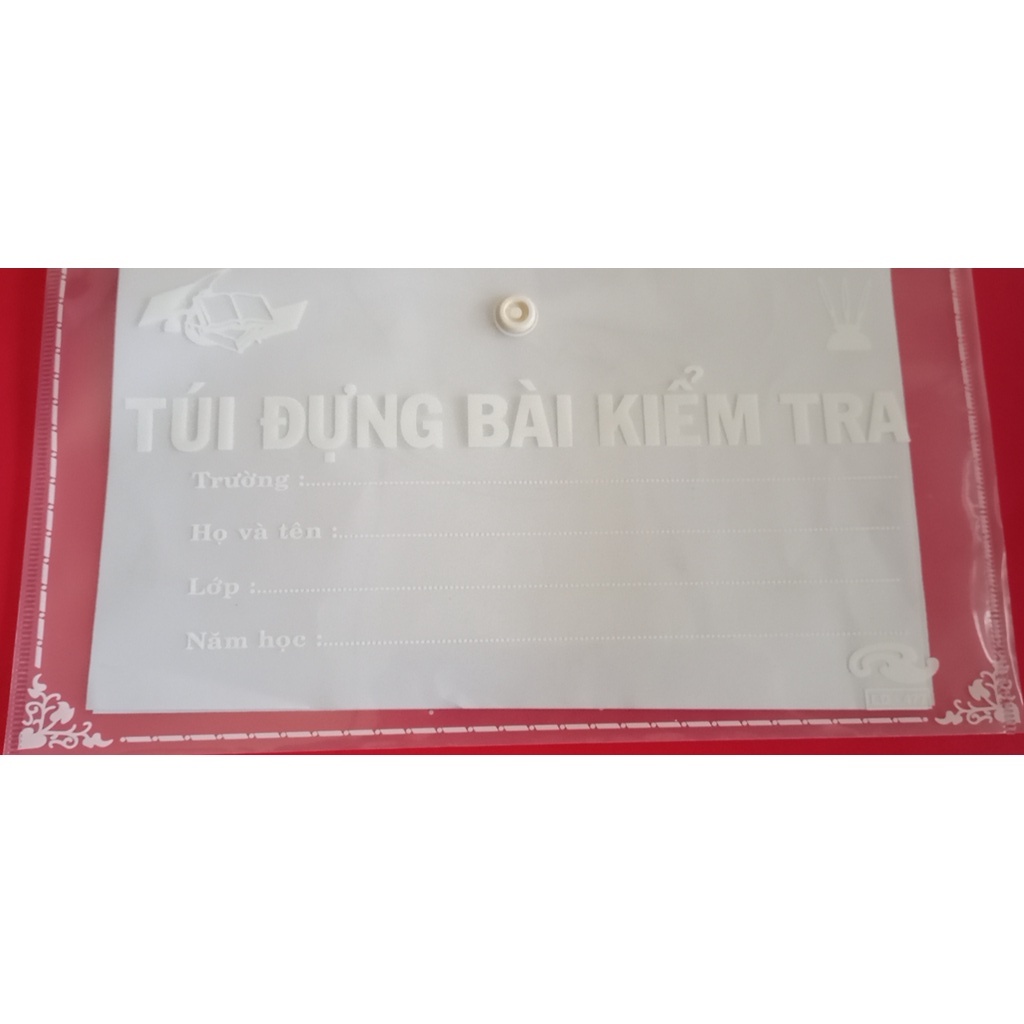 TÚI ĐỰNG BÀI KIỂM TRA
Trường :
Họ và tên :
Lớp :
Năm học :